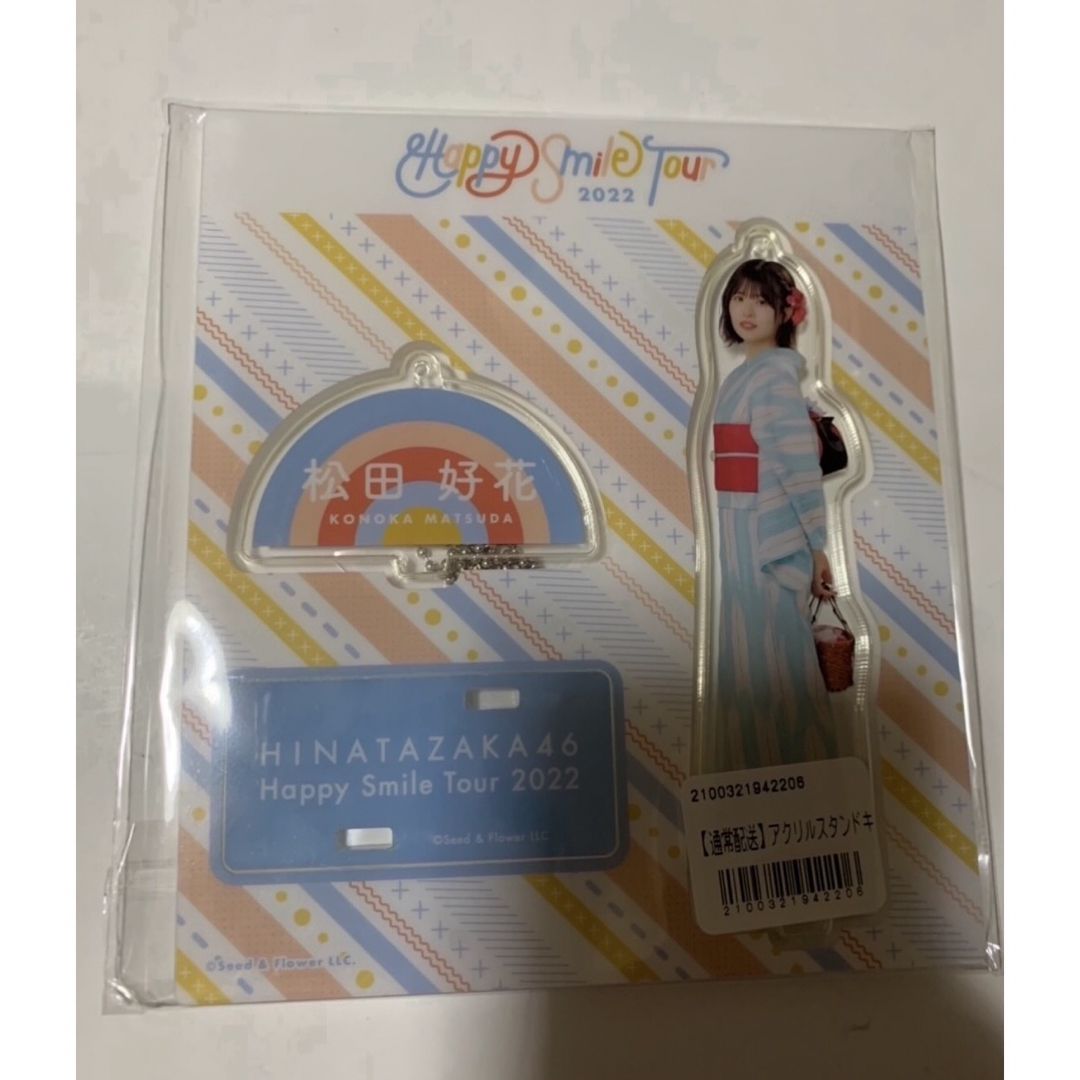 Happy Smile Tour
2022
松田 好花
KONOKA MATSUDA
HINATAZAKA46
Happy Smile Tour 2022
©Seed & Flower LLC.
2100321942206
【通常配送】アクリルスタンドキ
2100321942206
©Seed & Flower LLC.